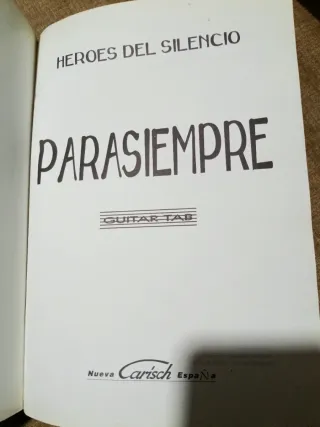 HEROES DEL SILENCIO
PARASIEMPRE
GUITAR TAB
Nueva Carisch España